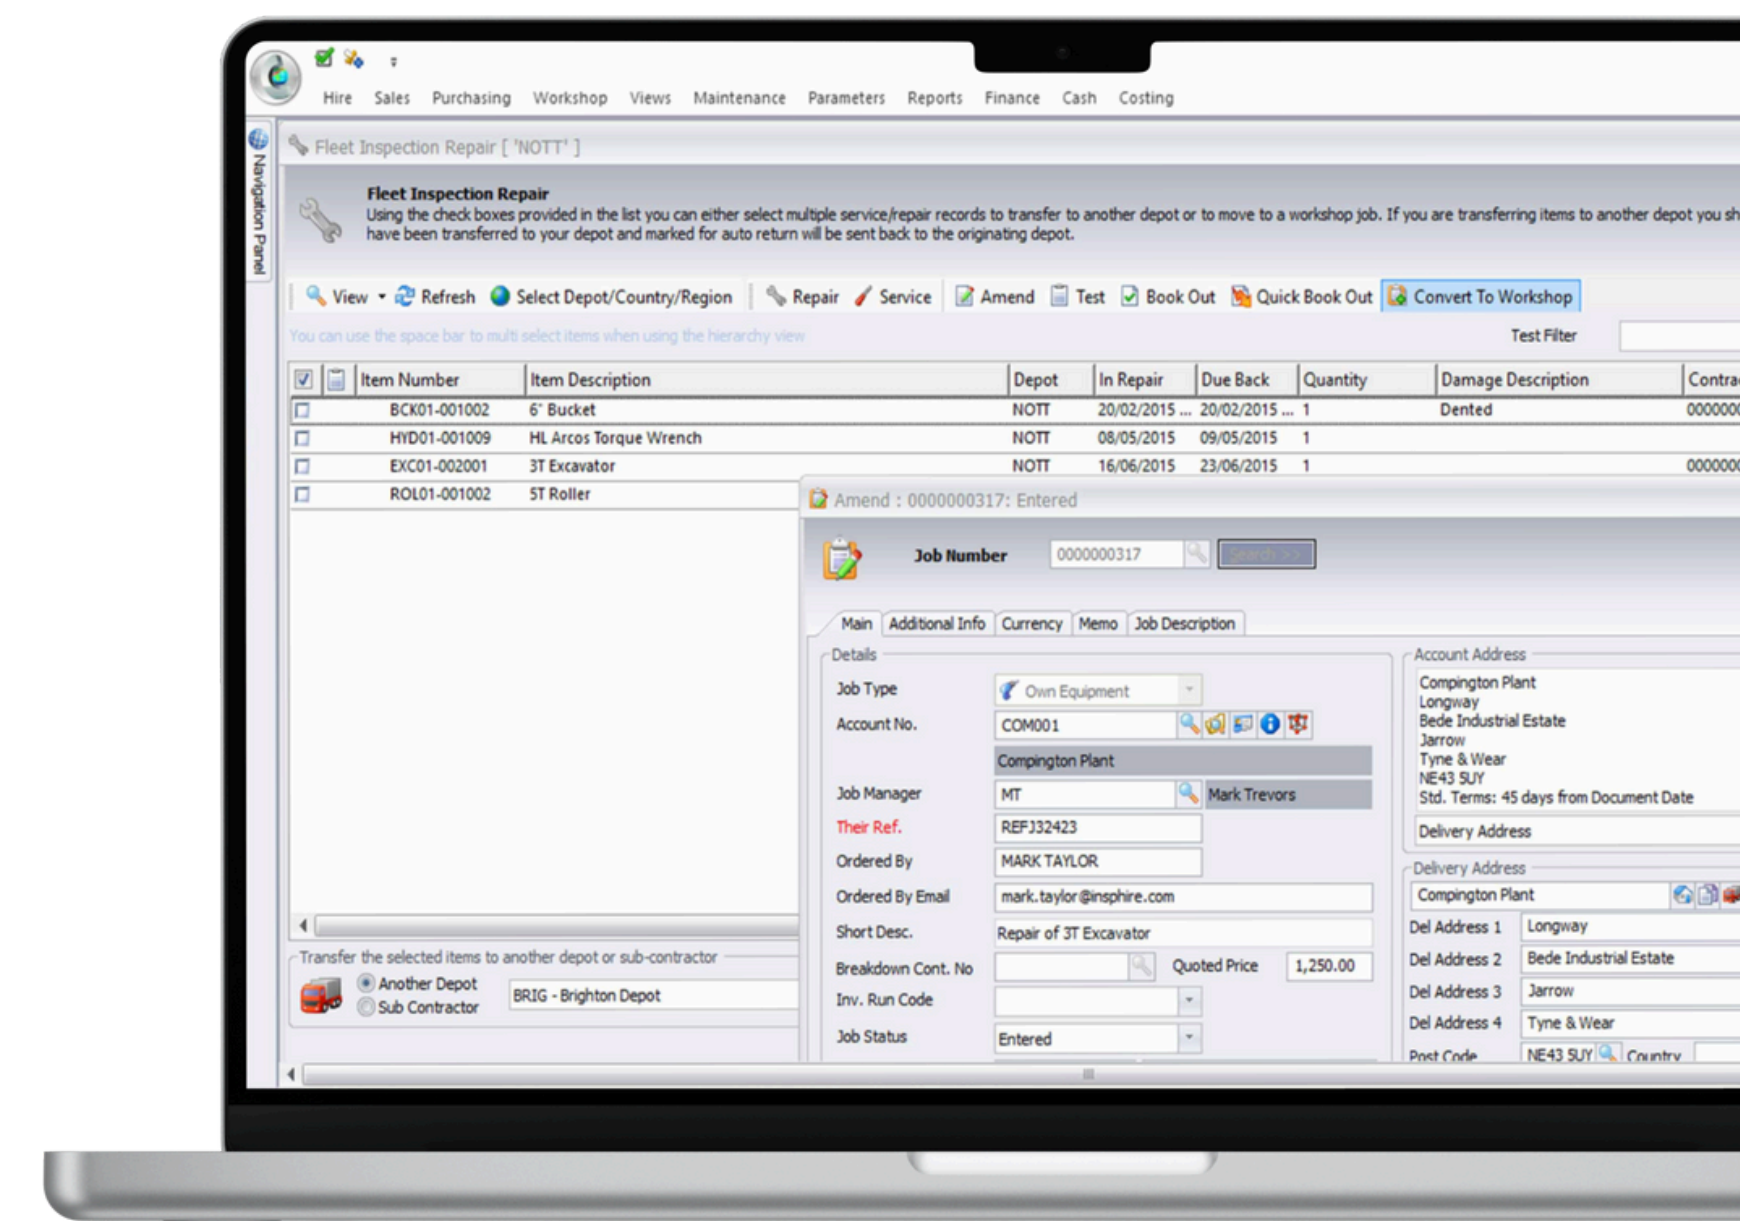 Hire Sales Purchasing Workshop Views Maintenance Parameters Reports Finance Cash Costing
Navigation Panel
Fleet Inspection Repair [ 'NOTT' ]
Fleet Inspection Repair
Using the check boxes provided in the list you can either select multiple service/repair records to transfer to another depot or to move to a workshop job. If you are transferring items to another depot you sh
have been transferred to your depot and marked for auto return will be sent back to the originating depot.
View Refresh Select Depot/Country/Region Repair Service Amend Test Book Out Quick Book Out Convert To Workshop
You can use the space bar to multi select items when using the hierarchy view
Test Filter
Item Number Item Description Depot In Repair Due Back Quantity Damage Description Contra
BCK01-001002 6" Bucket NOTT 20/02/2015 ... 20/02/2015 ... 1 Dented 0000000
HYD01-001009 HL Arcos Torque Wrench NOTT 08/05/2015 09/05/2015 1
EXC01-002001 3T Excavator NOTT 16/06/2015 23/06/2015 1 0000000
ROL01-001002 5T Roller
Transfer the selected items to another depot or sub-contractor
Another Depot
Sub Contractor
BRIG - Brighton Depot
Amend : 0000000317: Entered
Job Number 0000000317 Search >>
Main Additional Info Currency Memo Job Description
Details
Job Type Own Equipment
Account No. COM001
Compington Plant
Job Manager MT Mark Trevors
Their Ref. REFJ32423
Ordered By MARK TAYLOR
Ordered By Email mark.taylor@insphire.com
Short Desc. Repair of 3T Excavator
Breakdown Cont. No Quoted Price 1,250.00
Inv. Run Code
Job Status Entered
Account Address
Compington Plant
Longway
Bede Industrial Estate
Jarrow
Tyne & Wear
NE43 5UY
Std. Terms: 45 days from Document Date
Delivery Address
Delivery Address
Compington Plant
Del Address 1 Longway
Del Address 2 Bede Industrial Estate
Del Address 3 Jarrow
Del Address 4 Tyne & Wear
Post Code NE43 5UY Country